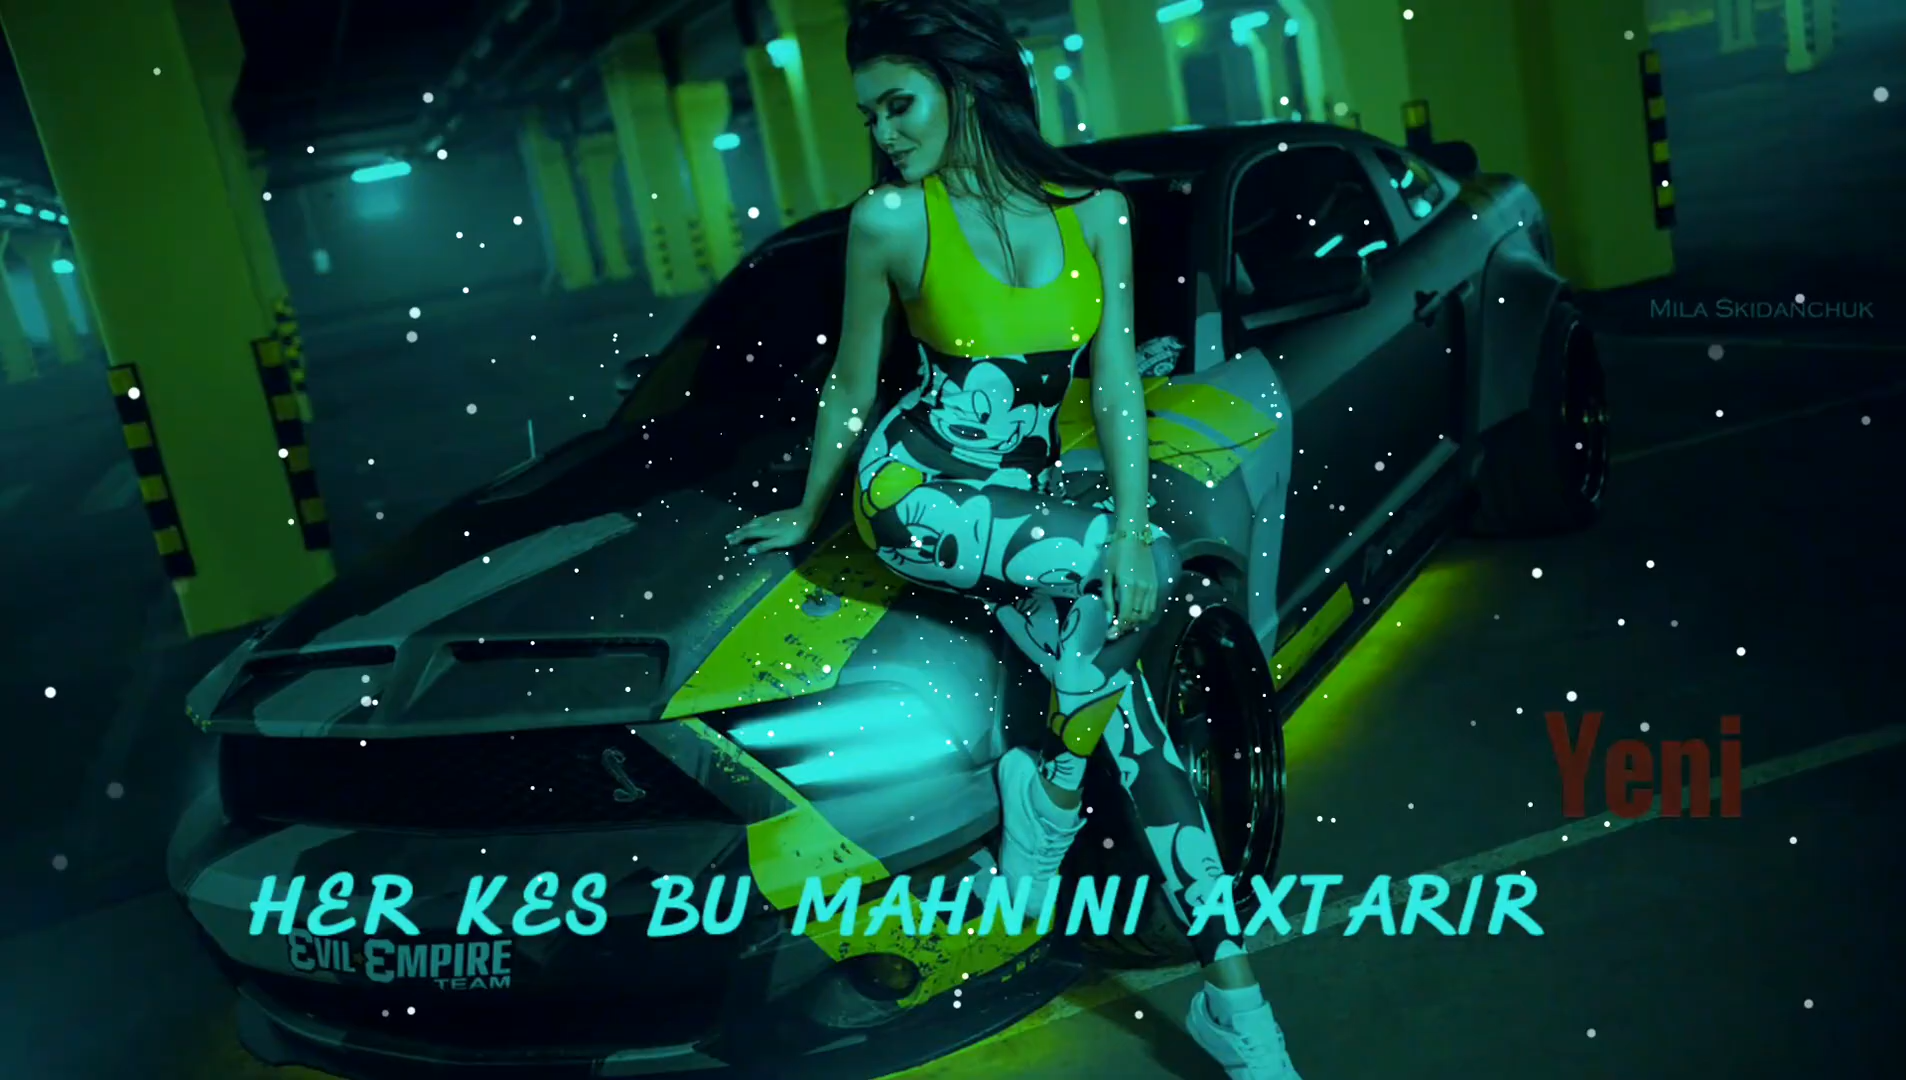 Mila Skidanchuk
Yeni
HER KES BU MAHNINI AXTARIR
EVIL EMPIRE
TEAM